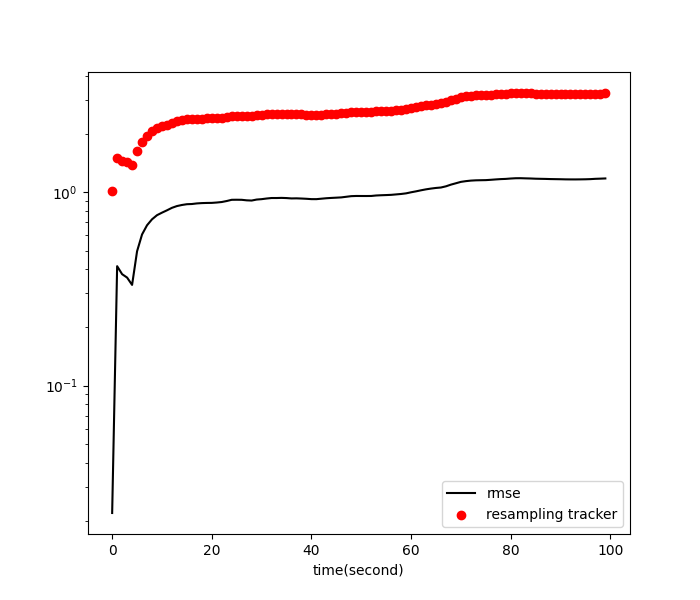 10⁰
10⁻¹
0 20 40 60 80 100
time(second)
rmse
resampling tracker